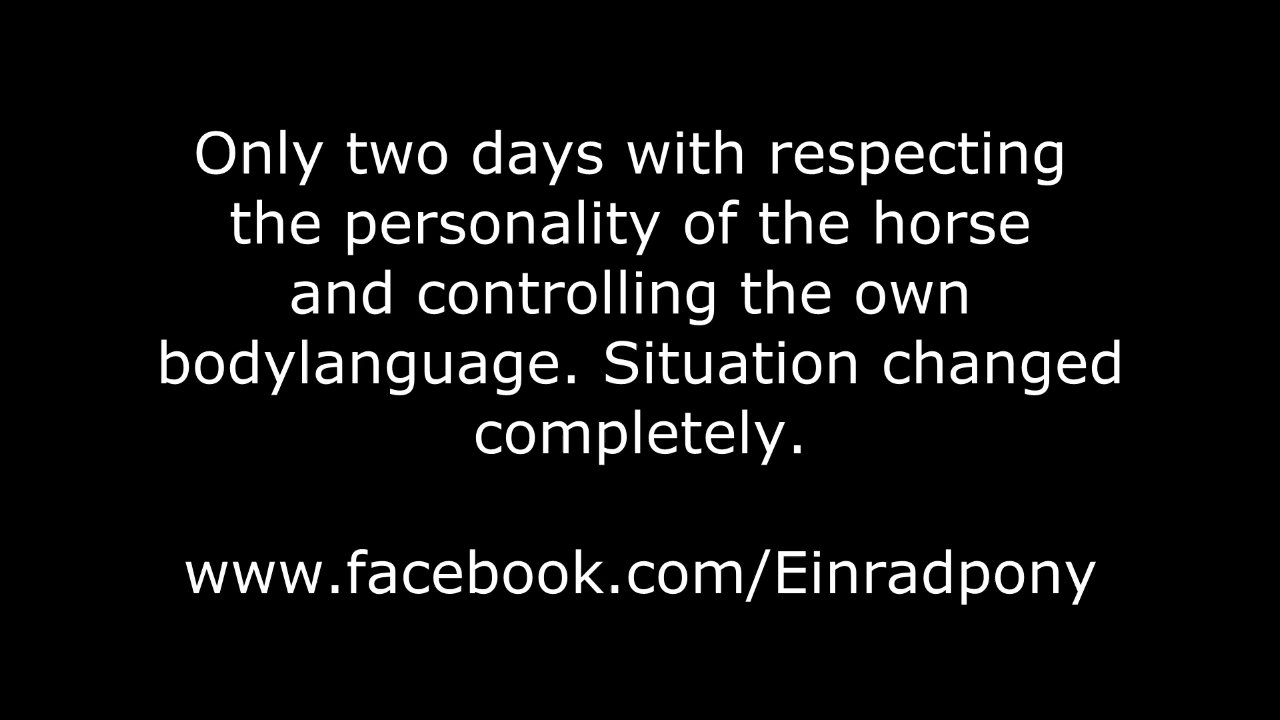 Only two days with respecting
the personality of the horse
and controlling the own
bodylanguage. Situation changed
completely.
www.facebook.com/Einradpony